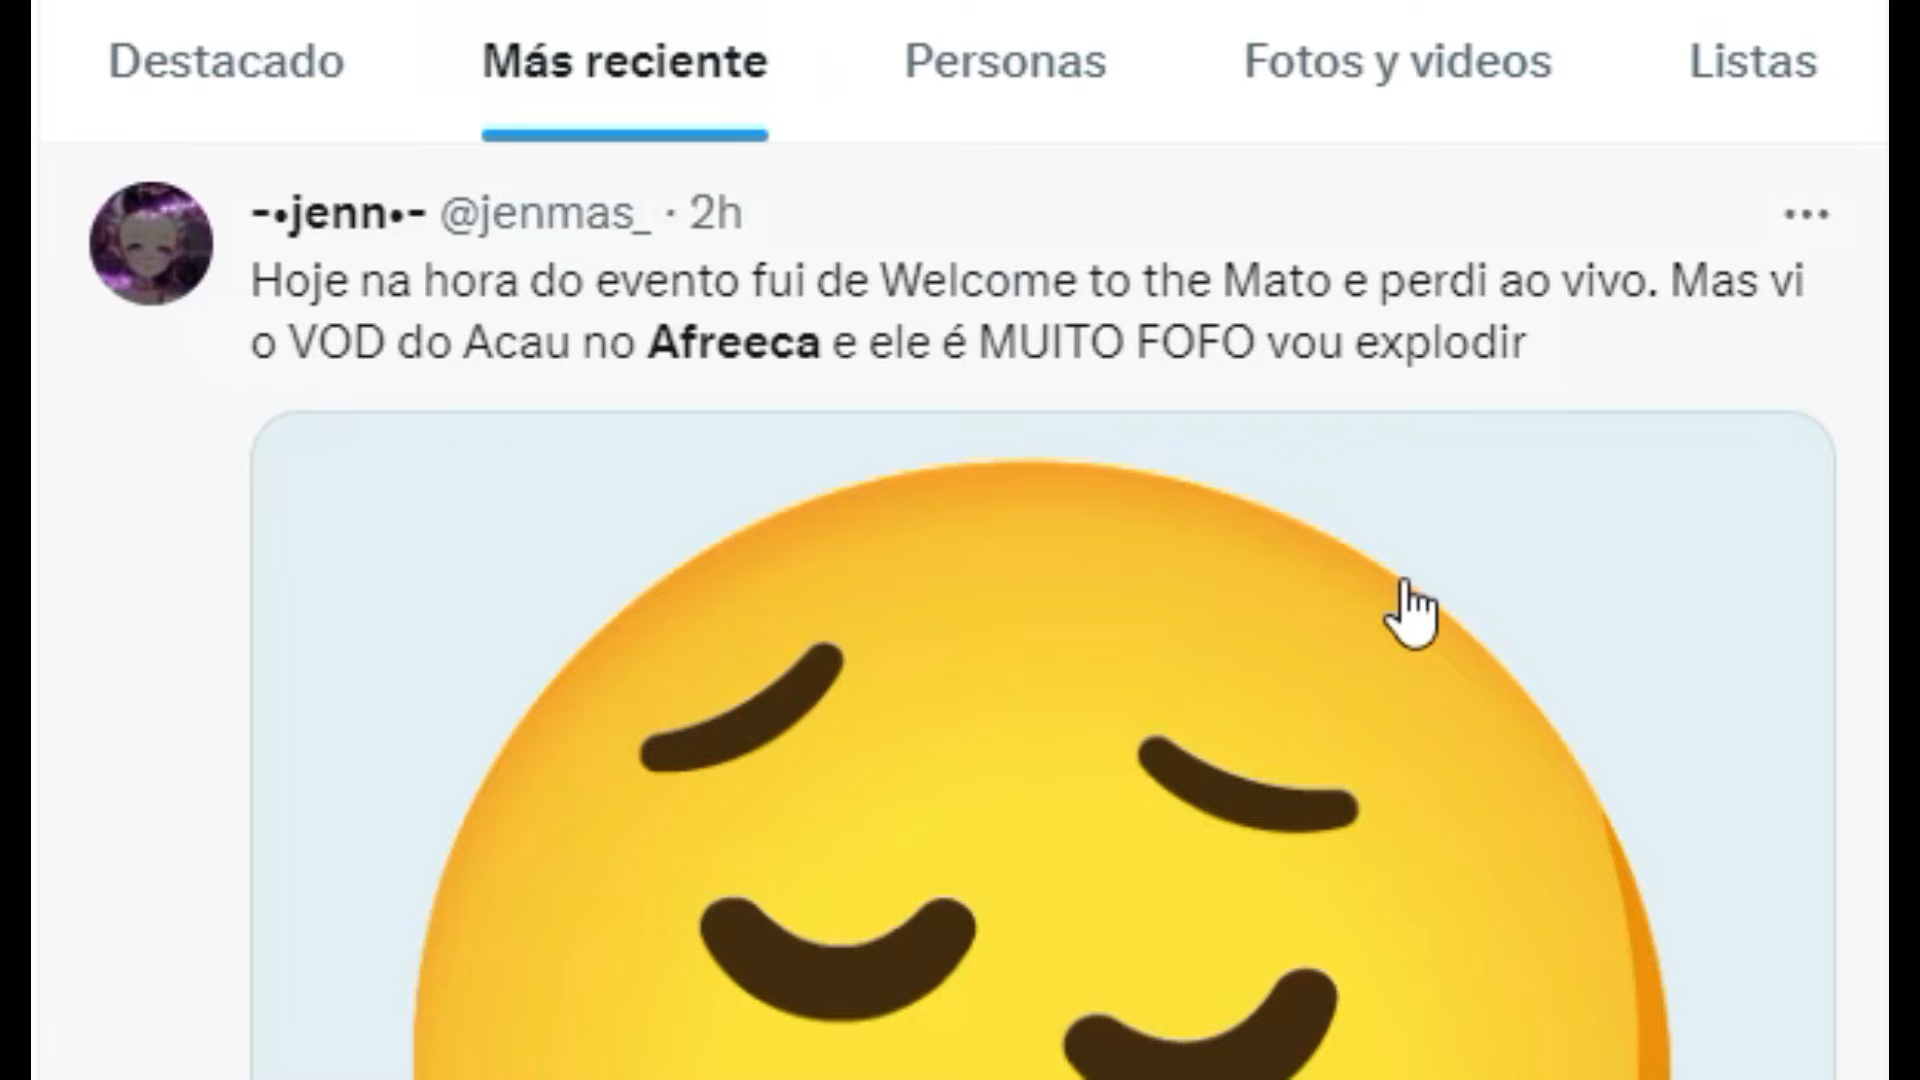 Destacado Más reciente Personas Fotos y videos Listas
-•jenn•- @jenmas_ · 2h
Hoje na hora do evento fui de Welcome to the Mato e perdi ao vivo. Mas vi
o VOD do Acau no Afreeca e ele é MUITO FOFO vou explodir